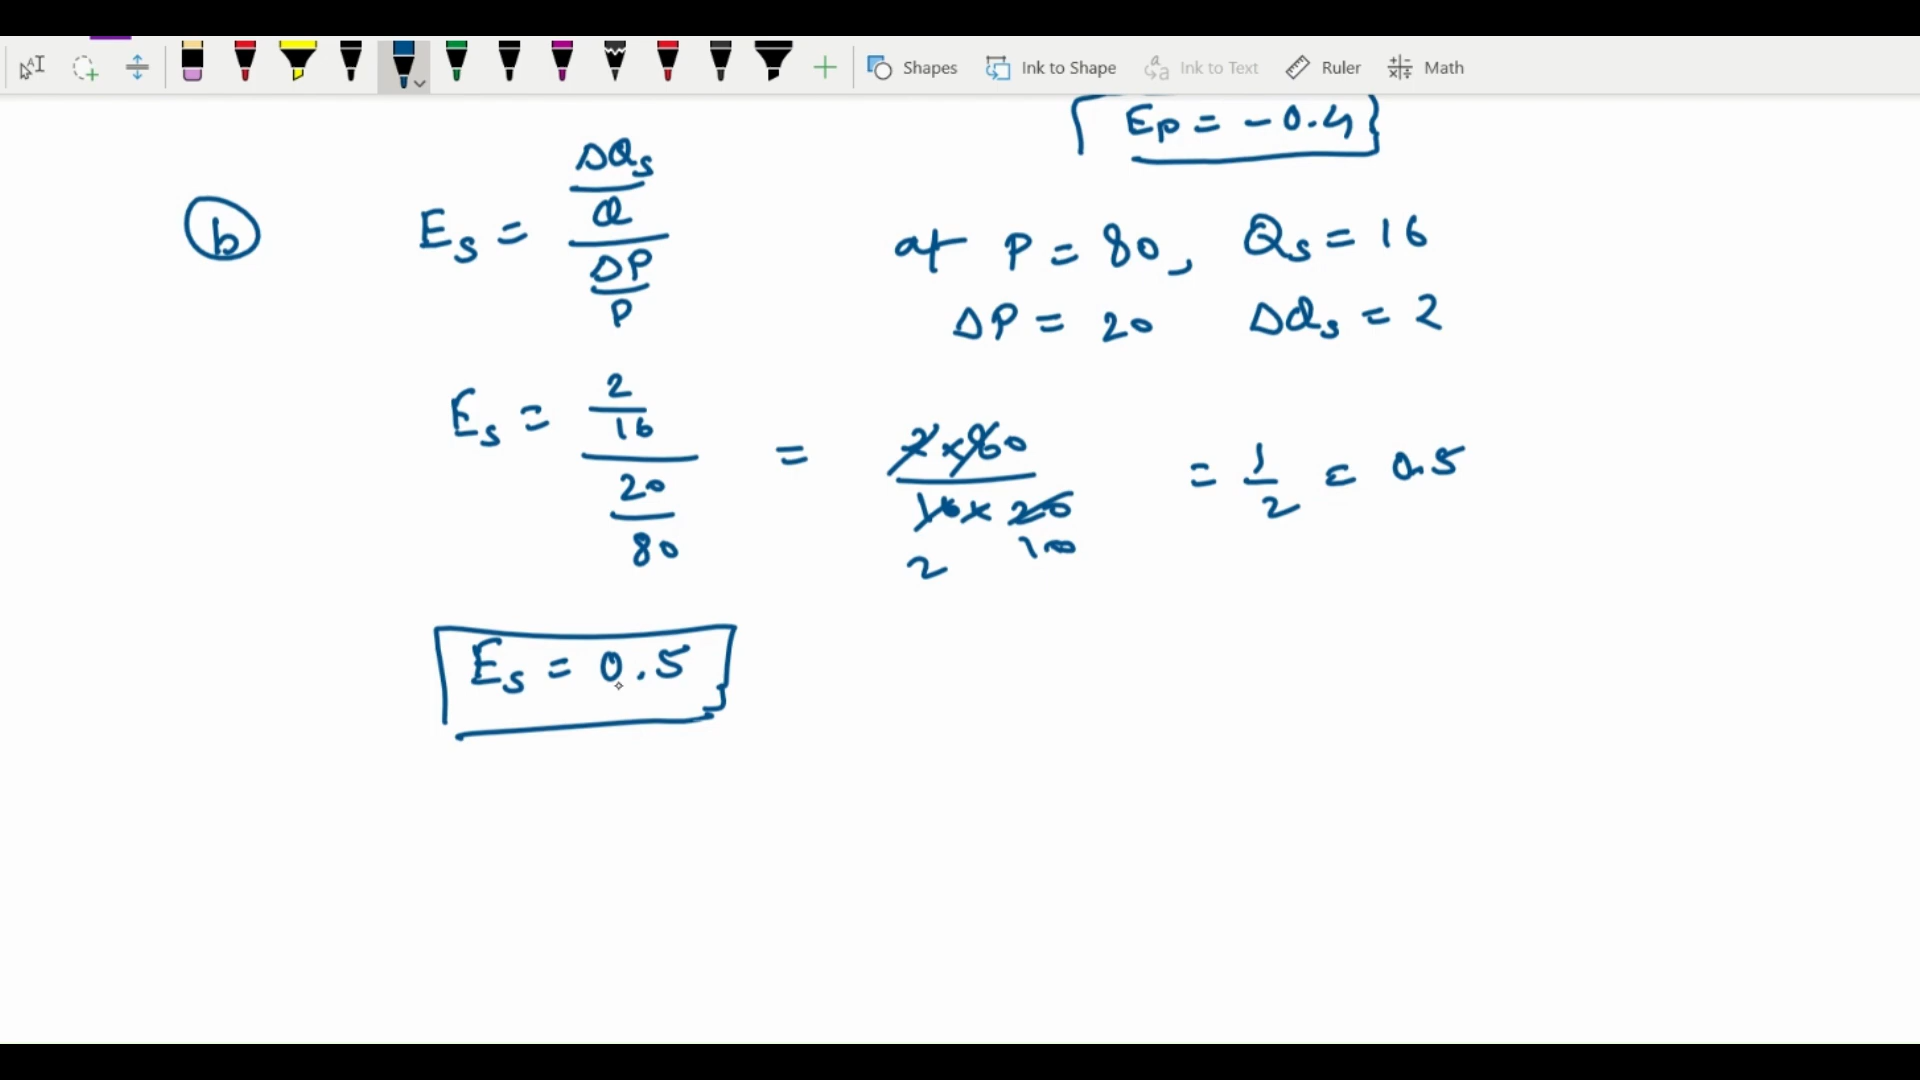 Shapes Ink to Shape Ink to Text Ruler Math
Ep = -0.4
b
Es = ΔQs/Q / ΔP/P
at P = 80, Qs = 16
ΔP = 20 ΔQs = 2
Es = 2/16 / 20/80 = 2 x 80 / 16 x 20 = 1/2 = 0.5
2
Es = 0.5